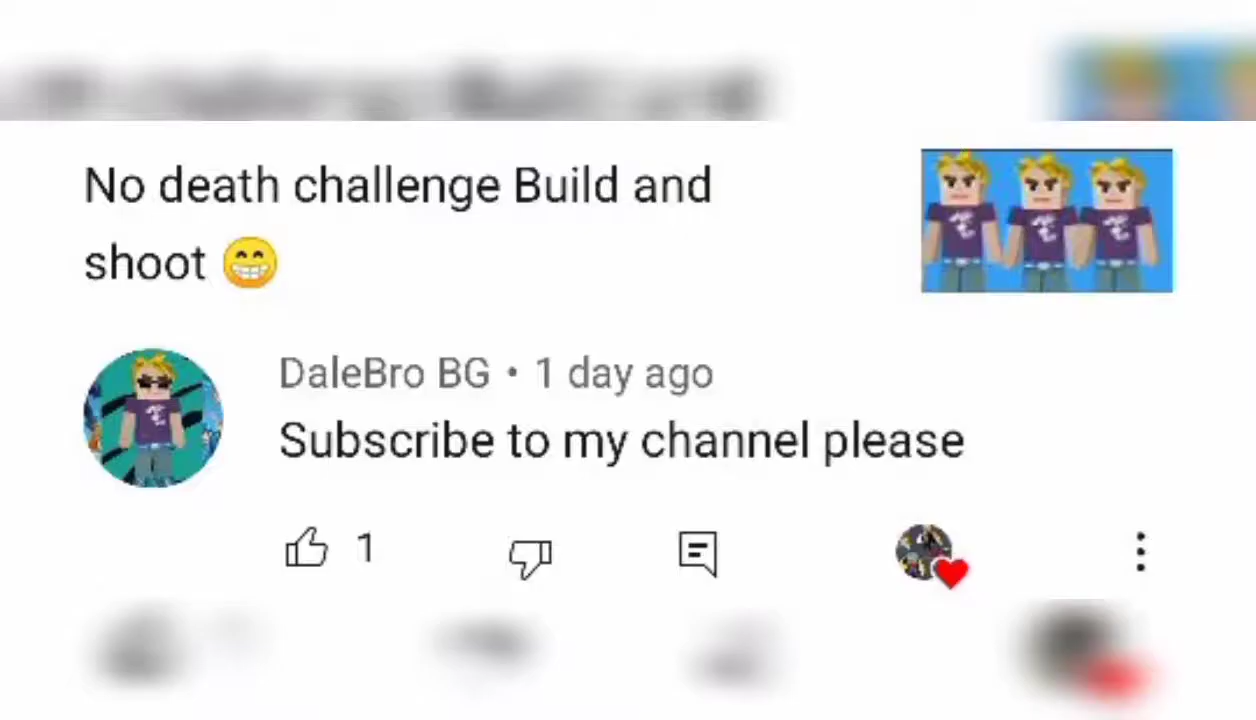 No death challenge Build and
shoot 😁
DaleBro BG • 1 day ago
Subscribe to my channel please
1